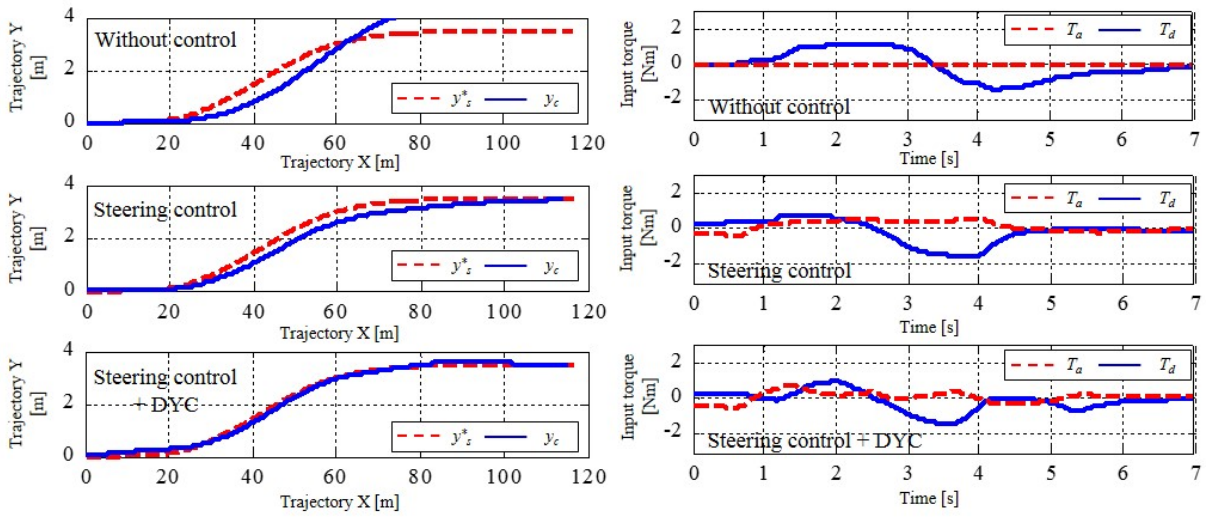 Trajectory Y
[m]
4
2
0
Without control
y*s yc
0 20 40 60 80 100 120
Trajectory X [m]
Input torque
[Nm]
2
0
-2
Ta Td
Without control
0 1 2 3 4 5 6 7
Time [s]
Trajectory Y
[m]
4
2
0
Steering control
y*s yc
0 20 40 60 80 100 120
Trajectory X [m]
Input torque
[Nm]
2
0
-2
Ta Td
Steering control
0 1 2 3 4 5 6 7
Time [s]
Trajectory Y
[m]
4
2
0
Steering control
+ DYC
y*s yc
0 20 40 60 80 100 120
Trajectory X [m]
Input torque
[Nm]
2
0
-2
Ta Td
Steering control + DYC
0 1 2 3 4 5 6 7
Time [s]